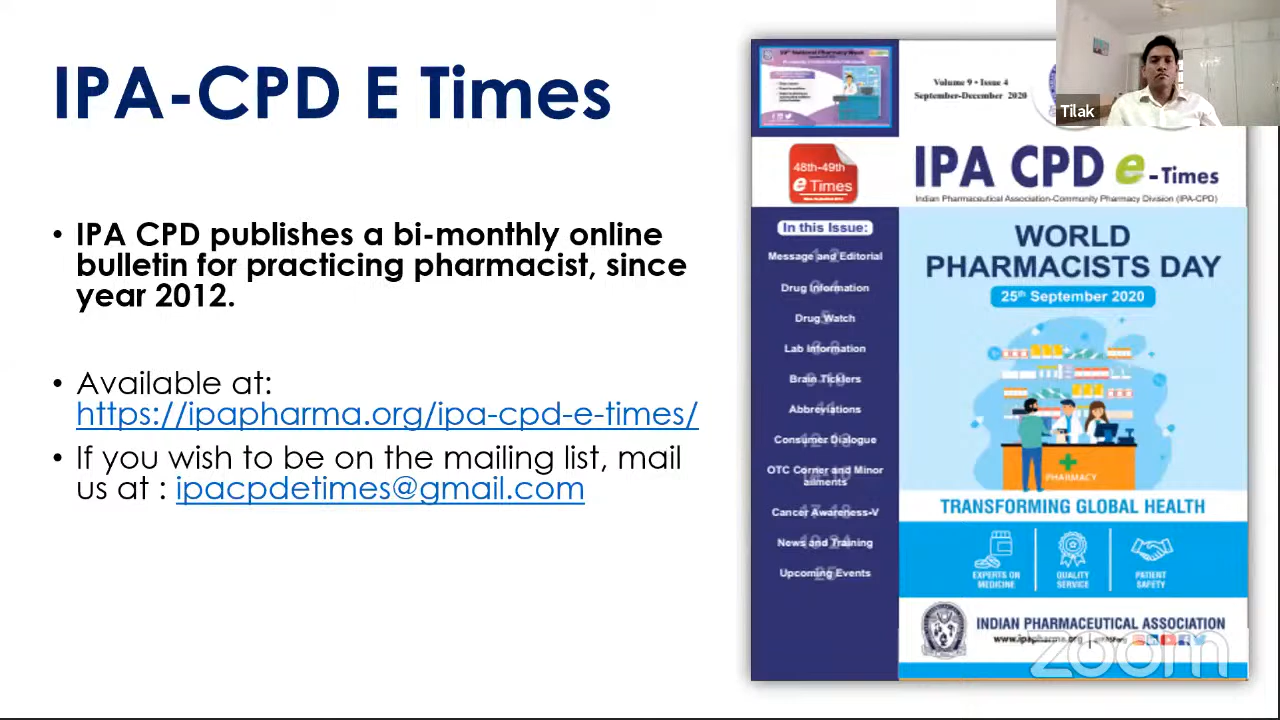 IPA-CPD E Times
• IPA CPD publishes a bi-monthly online
bulletin for practicing pharmacist, since
year 2012.
• Available at:
https://ipapharma.org/ipa-cpd-e-times/
• If you wish to be on the mailing list, mail
us at : ipacpdetimes@gmail.com
Volume 9 • Issue 4
September-December 2020
Tilak
48th-49th
e Times
IPA CPD e -Times
Indian Pharmaceutical Association-Community Pharmacy Division (IPA-CPD)
In this Issue:
Message and Editorial
Drug Information
Drug Watch
Lab Information
Brain Ticklers
Abbreviations
Consumer Dialogue
OTC Corner and Minor
ailments
Cancer Awareness-V
News and Training
Upcoming Events
WORLD
PHARMACISTS DAY
25th September 2020
PHARMACY
TRANSFORMING GLOBAL HEALTH
EXPERTS ON
MEDICINE
QUALITY
SERVICE
PATIENT
SAFETY
INDIAN PHARMACEUTICAL ASSOCIATION
www.ipapharma.org
zoom